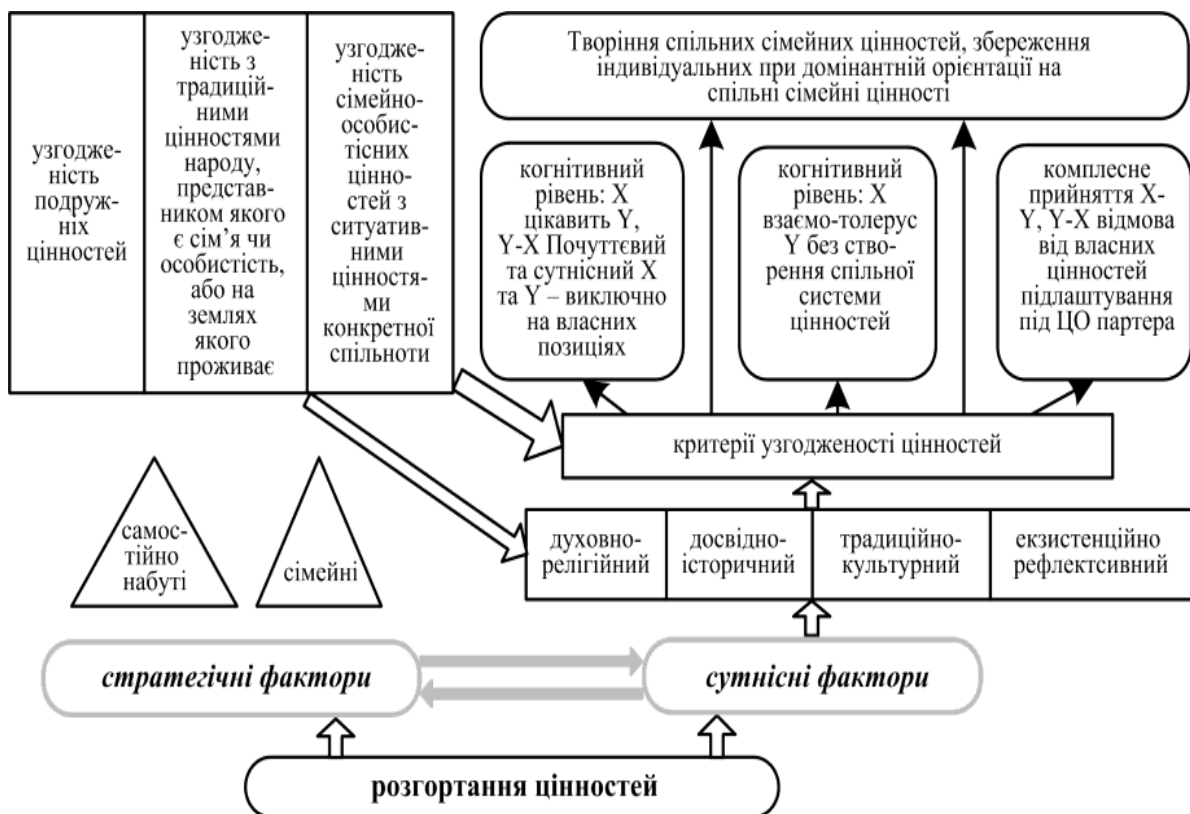 узгодже-
ність
подруж-
ніх
цінностей
узгодже-
ність з
традицій-
ними
цінностями
народу,
представ-
ником якого
є сім’я чи
особистість,
або на
землях
якого
проживає
узгодже-
ність
сімейно-
особис-
тісних
цінно-
стей з
ситуатив-
ними
цінностя-
ми
конкретної
спільноти
Творіння спільних сімейних цінностей, збереження
індивідуальних при домінантній орієнтації на
спільні сімейні цінності
когнітивний
рівень: X
цікавить Y,
Y-X Почуттєвий
та сутнісний X
та Y – виключно
на власних
позиціях
когнітивний
рівень: X
взаємо-толерус
Y без ство-
рення спільної
системи
цінностей
комплесне
прийняття X-
Y, Y-X відмова
від власних
цінностей
підлаштування
під ЦО партера
критерії узгодженості цінностей
самос-
тійно
набуті
сімейні
духовно-
релігійний
досвідно-
історичний
традиційно-
культурний
екзистенційно
рефлектсивний
стратегічні фактори
сутнісні фактори
розгортання цінностей